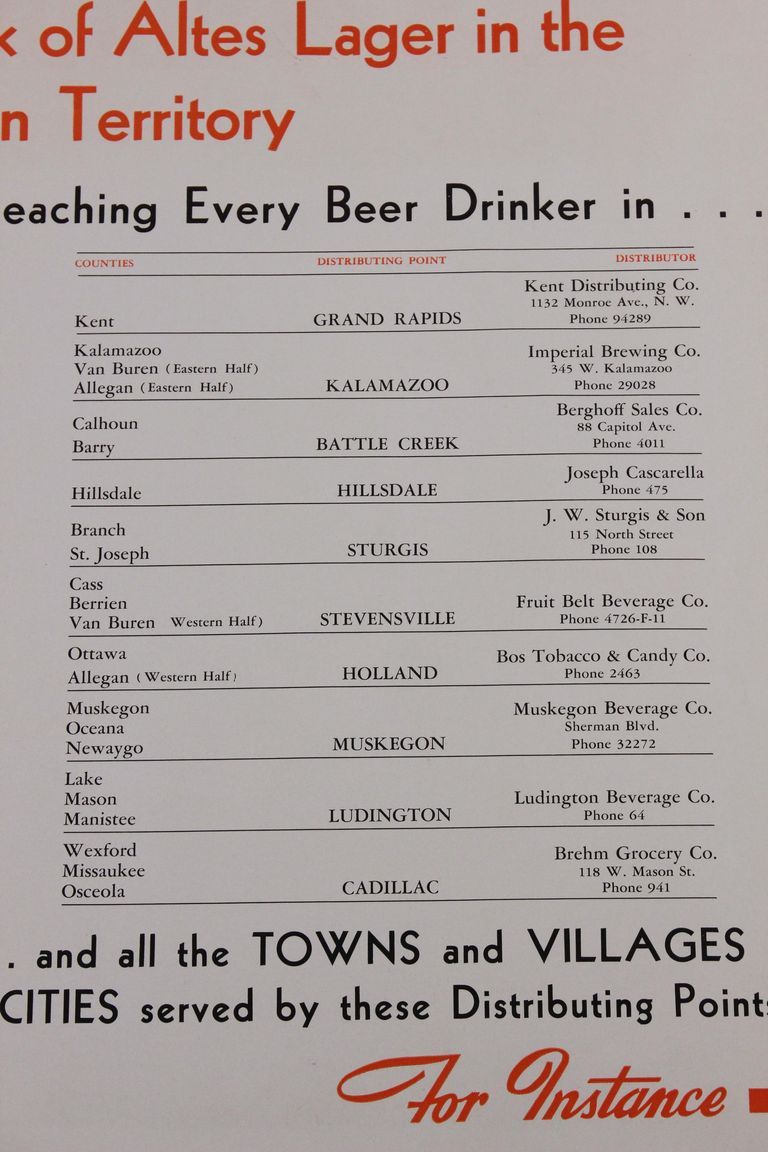 of Altes Lager in the
n Territory
eaching Every Beer Drinker in . . . .
COUNTIES DISTRIBUTING POINT DISTRIBUTOR
Kent Distributing Co.
1132 Monroe Ave., N. W.
Kent GRAND RAPIDS Phone 94289
Kalamazoo Imperial Brewing Co.
Van Buren (Eastern Half) 345 W. Kalamazoo
Allegan (Eastern Half) KALAMAZOO Phone 29028
Berghoff Sales Co.
Calhoun 88 Capitol Ave.
Barry BATTLE CREEK Phone 4011
Joseph Cascarella
Hillsdale HILLSDALE Phone 475
J. W. Sturgis & Son
Branch 115 North Street
St. Joseph STURGIS Phone 108
Cass
Berrien Fruit Belt Beverage Co.
Van Buren Western Half) STEVENSVILLE Phone 4726-F-11
Ottawa Bos Tobacco & Candy Co.
Allegan (Western Half) HOLLAND Phone 2463
Muskegon Muskegon Beverage Co.
Oceana Sherman Blvd.
Newaygo MUSKEGON Phone 32272
Lake
Mason Ludington Beverage Co.
Manistee LUDINGTON Phone 64
Wexford Brehm Grocery Co.
Missaukee 118 W. Mason St.
Osceola CADILLAC Phone 941
. and all the TOWNS and VILLAGES
CITIES served by these Distributing Points
For Instance